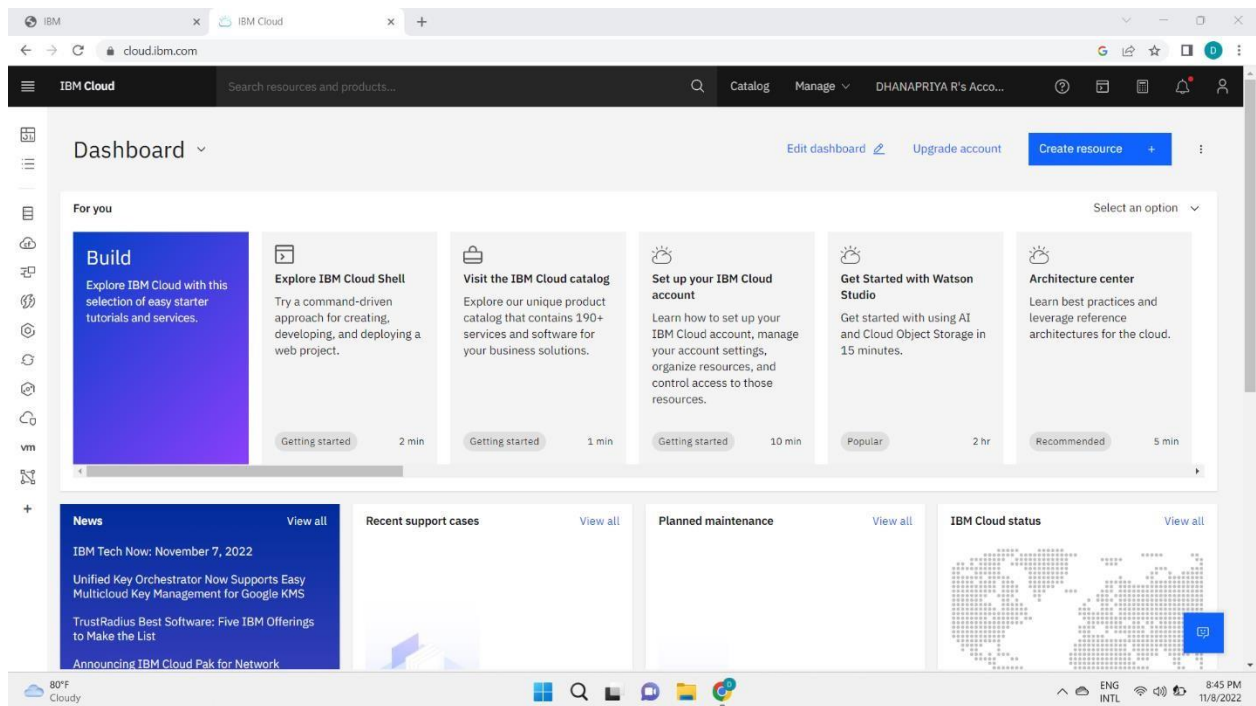 IBM
IBM Cloud
cloud.ibm.com
G
D
IBM Cloud
Search resources and products...
Catalog
Manage
DHANAPRIYA R's Acco...
Dashboard
Edit dashboard
Upgrade account
Create resource +
For you
Select an option
Build
Explore IBM Cloud with this
selection of easy starter
tutorials and services.
Explore IBM Cloud Shell
Try a command-driven
approach for creating,
developing, and deploying a
web project.
Getting started
2 min
Visit the IBM Cloud catalog
Explore our unique product
catalog that contains 190+
services and software for
your business solutions.
Getting started
1 min
Set up your IBM Cloud
account
Learn how to set up your
IBM Cloud account, manage
your account settings,
organize resources, and
control access to those
resources.
Getting started
10 min
Get Started with Watson
Studio
Get started with using AI
and Cloud Object Storage in
15 minutes.
Popular
2 hr
Architecture center
Learn best practices and
leverage reference
architectures for the cloud.
Recommended
5 min
vm
News
View all
IBM Tech Now: November 7, 2022
Unified Key Orchestrator Now Supports Easy
Multicloud Key Management for Google KMS
TrustRadius Best Software: Five IBM Offerings
to Make the List
Announcing IBM Cloud Pak for Network
Recent support cases
View all
Planned maintenance
View all
IBM Cloud status
View all
80°F
Cloudy
ENG
INTL
8:45 PM
11/8/2022